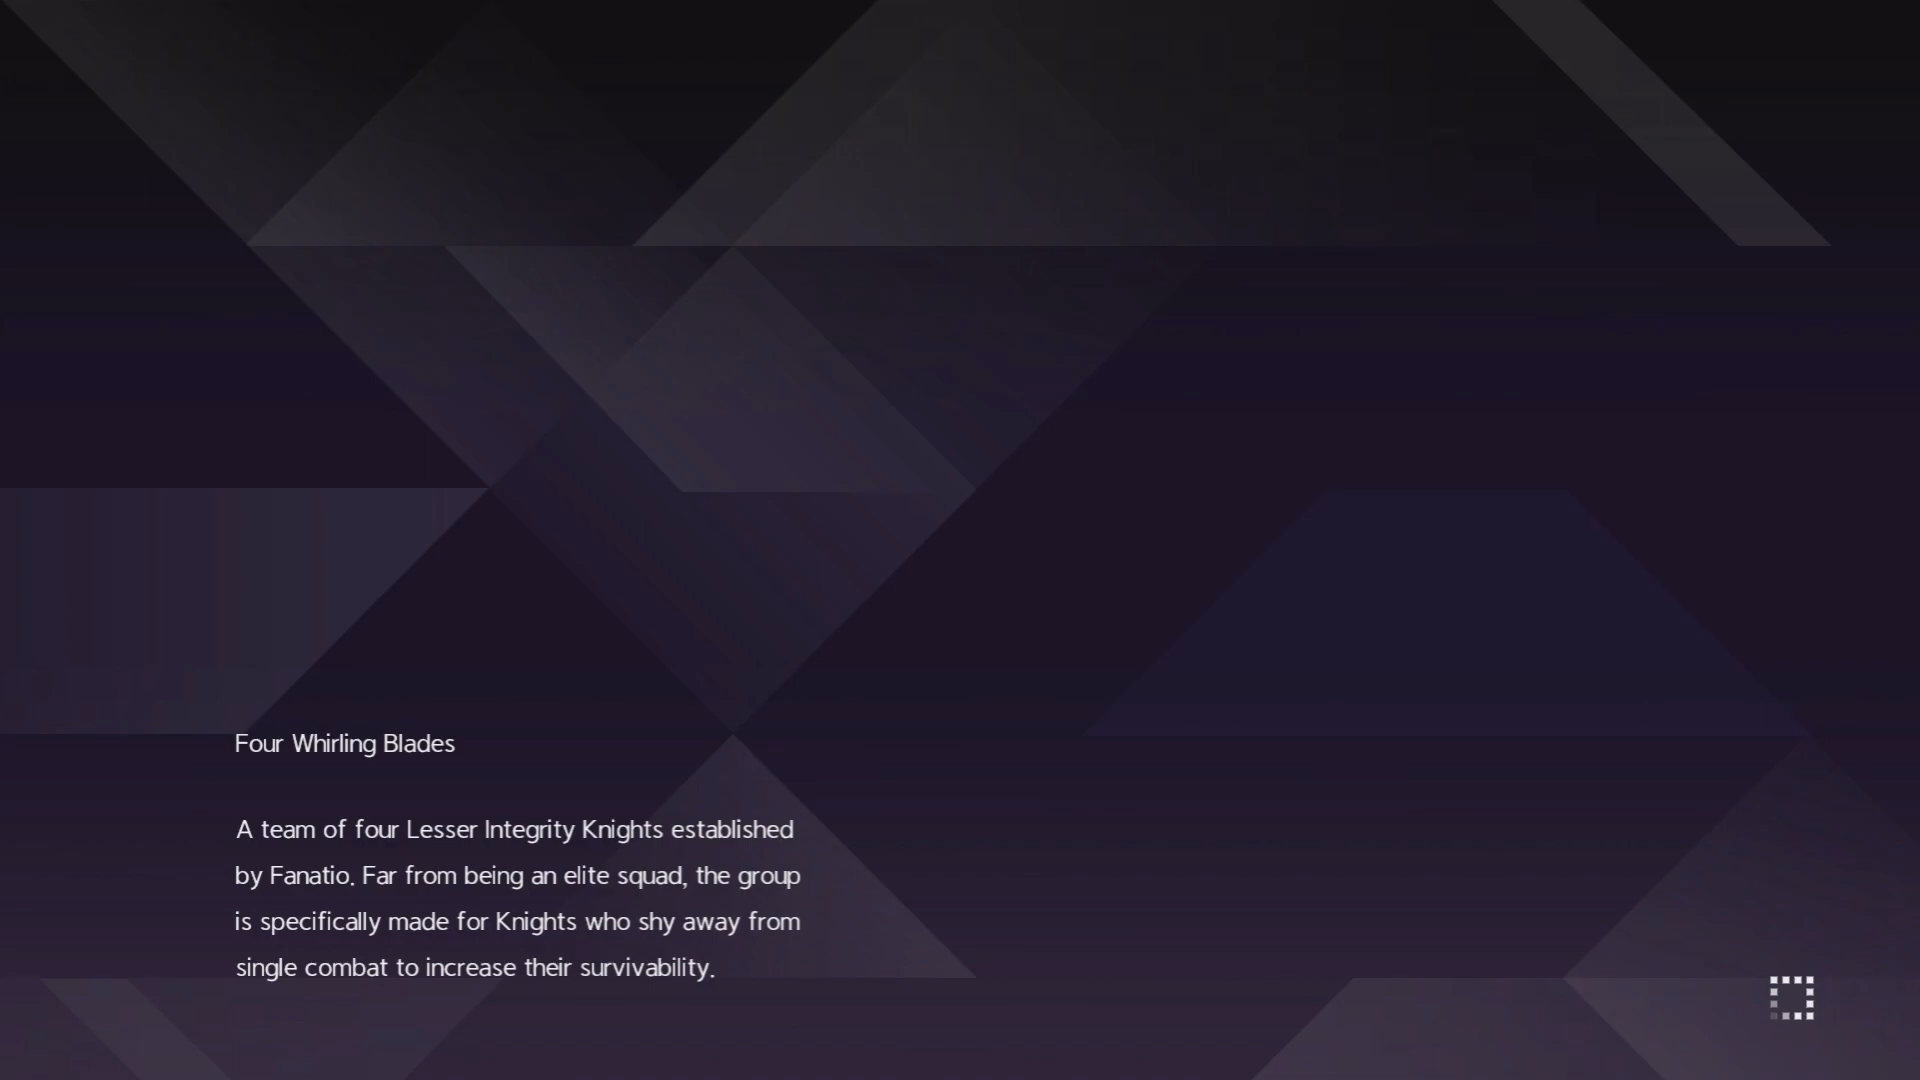 Four Whirling Blades
A team of four Lesser Integrity Knights established
by Fanatio. Far from being an elite squad, the group
is specifically made for Knights who shy away from
single combat to increase their survivability.